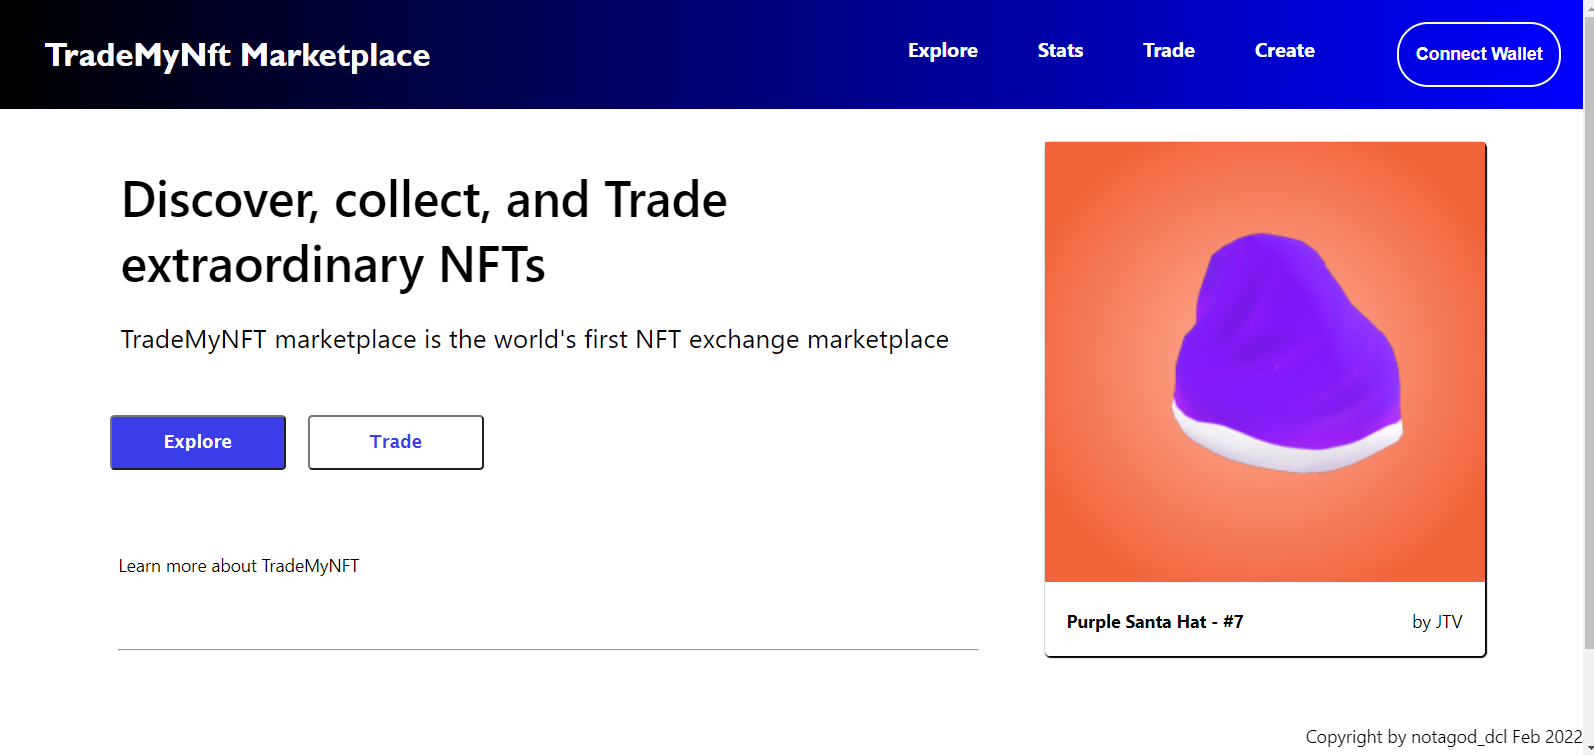 TradeMyNft Marketplace
Explore
Stats
Trade
Create
Connect Wallet
Discover, collect, and Trade
extraordinary NFTs
TradeMyNFT marketplace is the world's first NFT exchange marketplace
Explore
Trade
Learn more about TradeMyNFT
Purple Santa Hat - #7
by JTV
Copyright by notagod_dcl Feb 2022